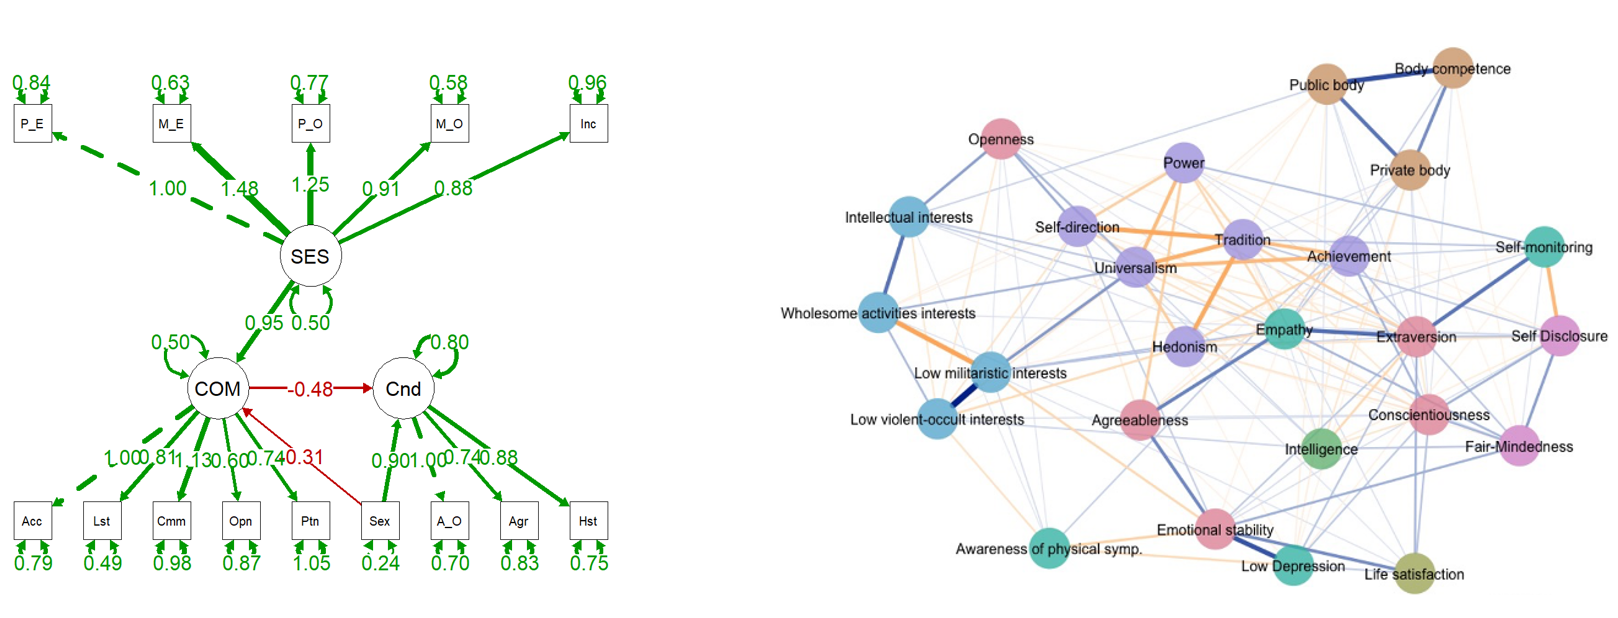 0.84 0.63 0.77 0.58 0.96
P_E M_E P_O M_O Inc
1.00 1.48 1.25 0.91 0.88
SES
0.95 0.50
0.50 0.80
COM -0.48 Cnd
1.00 0.81 1.13 0.60 0.74 -0.31 0.90 1.00 0.74 0.88
Acc Lst Cmm Opn Ptn Sex A_O Agr Hst
0.79 0.49 0.98 0.87 1.05 0.24 0.70 0.83 0.75
Body competence
Public body
Openness
Power
Private body
Intellectual interests
Self-direction
Tradition
Self-monitoring
Achievement
Universalism
Wholesome activities interests
Empathy
Extraversion
Self Disclosure
Hedonism
Low militaristic interests
Low violent-occult interests
Agreeableness
Conscientiousness
Intelligence
Fair-Mindedness
Emotional stability
Awareness of physical symp.
Low Depression
Life satisfaction